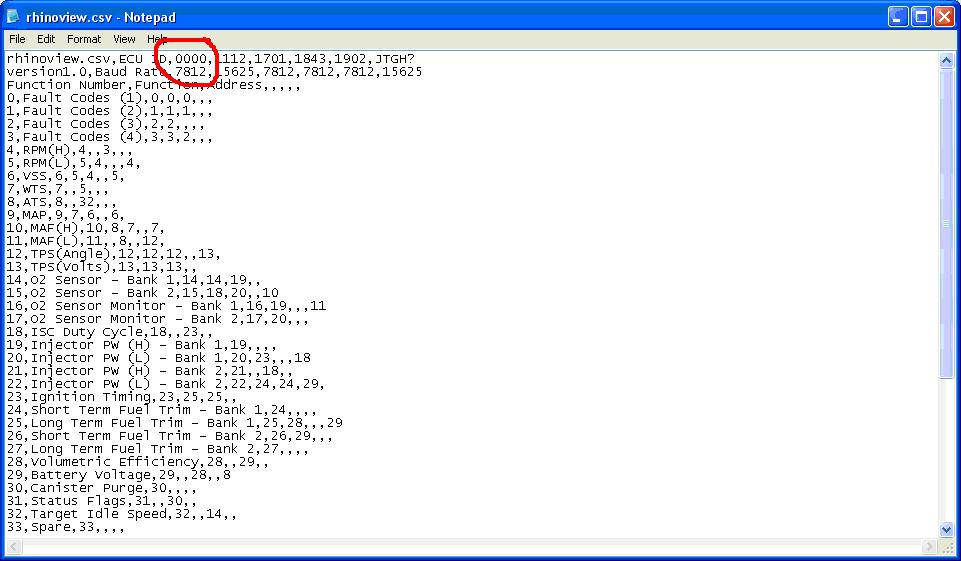 rhinoview.csv - Notepad
File Edit Format View Help
rhinoview.csv,ECU ID,0000,1112,1701,1843,1902,JTGH?
version1.0,Baud Rate,7812,15625,7812,7812,7812,15625
Function Number,Function,Address,,,,,
0,Fault Codes (1),0,0,0,,,
1,Fault Codes (2),1,1,1,,,
2,Fault Codes (3),2,2,,,,
3,Fault Codes (4),3,3,2,,,
4,RPM(H),4,,3,,,
5,RPM(L),5,4,,,4,
6,VSS,6,5,4,,5,
7,WTS,7,,5,,,
8,ATS,8,,32,,,
9,MAP,9,7,6,,6,
10,MAF(H),10,8,7,,7,
11,MAF(L),11,,8,,12,
12,TPS(Angle),12,12,12,,13,
13,TPS(Volts),13,13,13,,
14,O2 Sensor - Bank 1,14,14,19,,
15,O2 Sensor - Bank 2,15,18,20,,10
16,O2 Sensor Monitor - Bank 1,16,19,,,11
17,O2 Sensor Monitor - Bank 2,17,20,,,
18,ISC Duty Cycle,18,,23,,
19,Injector PW (H) - Bank 1,19,,,,
20,Injector PW (L) - Bank 1,20,23,,,18
21,Injector PW (H) - Bank 2,21,,18,,
22,Injector PW (L) - Bank 2,22,24,24,29,
23,Ignition Timing,23,25,25,,
24,Short Term Fuel Trim - Bank 1,24,,,,
25,Long Term Fuel Trim - Bank 1,25,28,,,29
26,Short Term Fuel Trim - Bank 2,26,29,,,
27,Long Term Fuel Trim - Bank 2,27,,,,
28,Volumetric Efficiency,28,,29,,
29,Battery Voltage,29,,28,,8
30,Canister Purge,30,,,,
31,Status Flags,31,,30,,
32,Target Idle Speed,32,,14,,
33,Spare,33,,,,